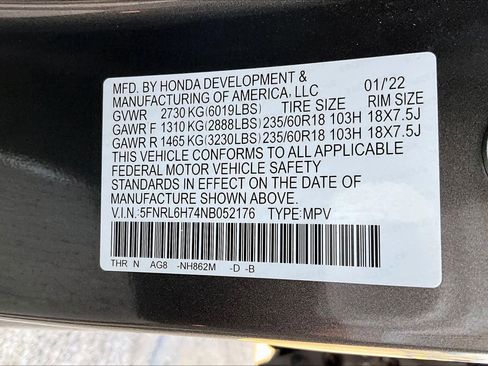 MFD. BY HONDA DEVELOPMENT &
MANUFACTURING OF AMERICA, LLC 01/'22
GVWR 2730 KG(6019LBS) TIRE SIZE RIM SIZE
GAWR F 1310 KG(2888LBS) 235/60R18 103H 18X7.5J
GAWR R 1465 KG(3230LBS) 235/60R18 103H 18X7.5J
THIS VEHICLE CONFORMS TO ALL APPLICABLE
FEDERAL MOTOR VEHICLE SAFETY
STANDARDS IN EFFECT ON THE DATE OF
MANUFACTURE SHOWN ABOVE.
V.I.N.:5FNRL6H74NB052176 TYPE:MPV
THR N AG8 -NH862M -D -B